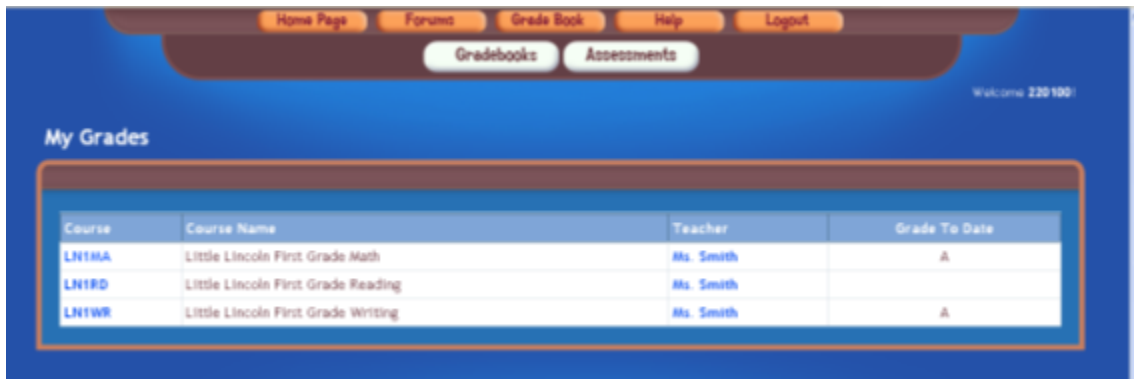 Home Page Forums Grade Book Help Logout
Gradebooks Assessments
Welcome 220100!
My Grades
Course Course Name Teacher Grade To Date
LN1MA Little Lincoln First Grade Math Ms. Smith A
LN1RD Little Lincoln First Grade Reading Ms. Smith
LN1WR Little Lincoln First Grade Writing Ms. Smith A